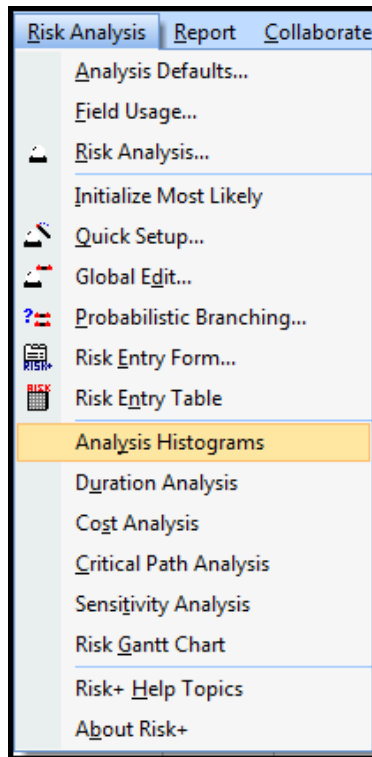 Risk Analysis Report Collaborate
Analysis Defaults...
Field Usage...
Risk Analysis...
Initialize Most Likely
Quick Setup...
Global Edit...
?
Probabilistic Branching...
RISK+
Risk Entry Form...
RISK
Risk Entry Table
Analysis Histograms
Duration Analysis
Cost Analysis
Critical Path Analysis
Sensitivity Analysis
Risk Gantt Chart
Risk+ Help Topics
About Risk+